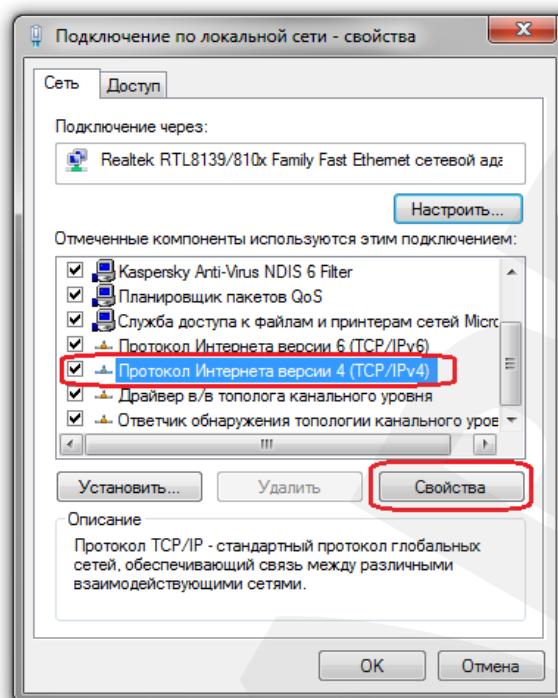 Подключение по локальной сети - свойства
Сеть Доступ
Подключение через:
Realtek RTL8139/810x Family Fast Ethernet сетевой ада
Настроить...
Отмеченные компоненты используются этим подключением:
Kaspersky Anti-Virus NDIS 6 Filter
Планировщик пакетов QoS
Служба доступа к файлам и принтерам сетей Micro
Протокол Интернета версии 6 (TCP/IPv6)
Протокол Интернета версии 4 (TCP/IPv4)
Драйвер в/в тополога канального уровня
Ответчик обнаружения топологии канального уров
Установить... Удалить Свойства
Описание
Протокол TCP/IP - стандартный протокол глобальных
сетей, обеспечивающий связь между различными
взаимодействующими сетями.
OK Отмена